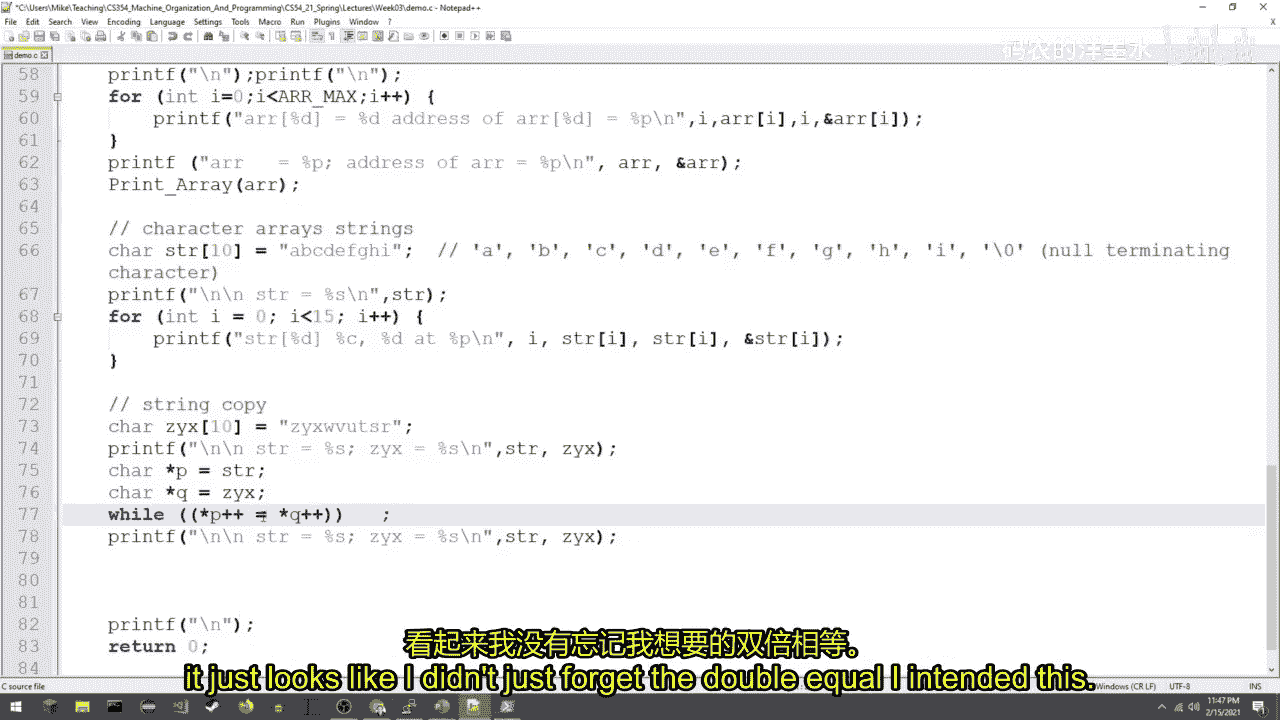 *C:\Users\Mike\Teaching\CS354_Machine_Organization_And_Programming\CS54_21_Spring\Lectures\Week03\demo.c - Notepad++
File Edit Search View Encoding Language Settings Tools Macro Run Plugins Window ?
demo.c
58 printf("\n");printf("\n");
59 for (int i=0;i<ARR_MAX;i++) {
60 printf("arr[%d] = %d address of arr[%d] = %p\n",i,arr[i],i,&arr[i]);
61 }
62 printf ("arr   = %p; address of arr = %p\n", arr, &arr);
63 Print_Array(arr);
64
65 // character arrays strings
66 char str[10] = "abcdefghi";  // 'a', 'b', 'c', 'd', 'e', 'f', 'g', 'h', 'i', '\0' (null terminating
character)
67 printf("\n\n str = %s\n",str);
68 for (int i = 0; i<15; i++) {
69 printf("str[%d] %c, %d at %p\n", i, str[i], str[i], &str[i]);
70 }
71
72 // string copy
73 char zyx[10] = "zyxwvutsr";
74 printf("\n\n str = %s; zyx = %s\n",str, zyx);
75 char *p = str;
76 char *q = zyx;
77 while ((*p++ = *q++))   ;
78 printf("\n\n str = %s; zyx = %s\n",str, zyx);
79
80
81
82 printf("\n");
83 return 0;
看起来我没有忘记我想要的双倍相等。
it just looks like I didn't just forget the double equal I intended this.
C source file
Windows (CR LF) UTF-8 INS
11:47 PM
2/15/2021
码农的洋墨水